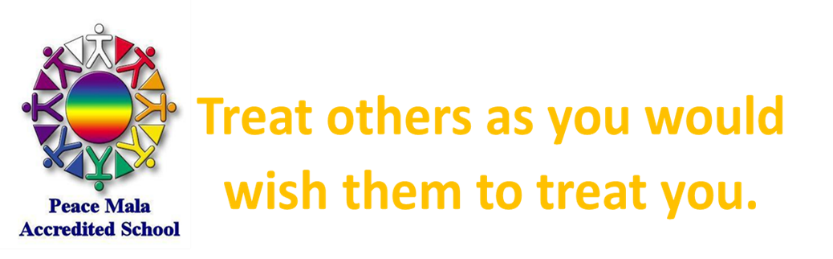 Peace Mala
Accredited School
Treat others as you would
wish them to treat you.